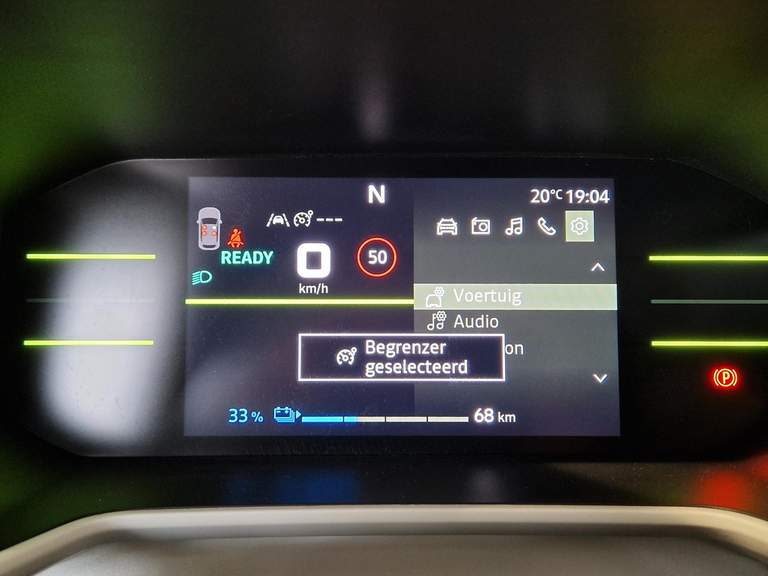 N
20°C 19:04
---
READY
0
50
km/h
Voertuig
Audio
on
Begrenzer
geselecteerd
33 %
68 km
P